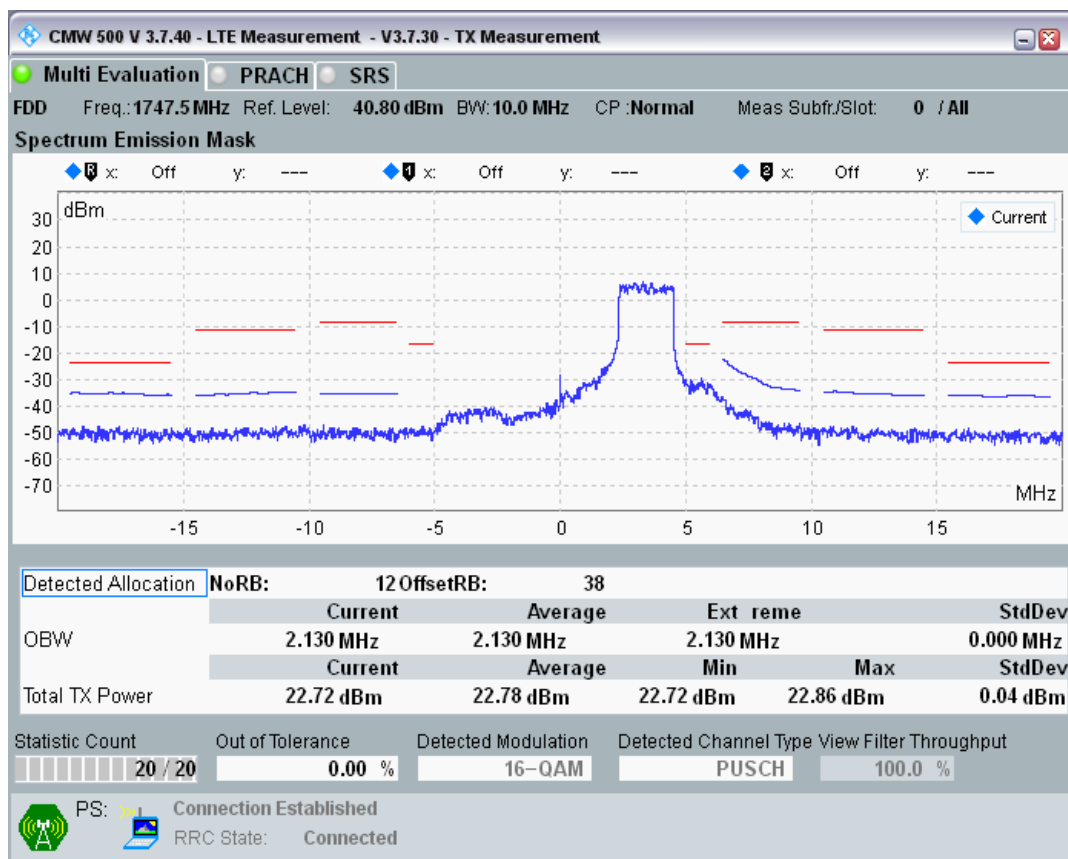 CMW 500 V 3.7.40 - LTE Measurement - V3.7.30 - TX Measurement
Multi Evaluation PRACH SRS
FDD Freq.: 1747.5 MHz Ref. Level: 40.80 dBm BW: 10.0 MHz CP :Normal Meas Subfr./Slot: 0 / All
Spectrum Emission Mask
R x: Off y: --- 1 x: Off y: --- 2 x: Off y: ---
dBm
Current
30
20
10
0
-10
-20
-30
-40
-50
-60
-70
MHz
-15 -10 -5 0 5 10 15
Detected Allocation NoRB: 12 OffsetRB: 38
Current Average Ext reme StdDev
OBW 2.130 MHz 2.130 MHz 2.130 MHz 0.000 MHz
Current Average Min Max StdDev
Total TX Power 22.72 dBm 22.78 dBm 22.72 dBm 22.86 dBm 0.04 dBm
Statistic Count Out of Tolerance Detected Modulation Detected Channel Type View Filter Throughput
20 / 20 0.00 % 16-QAM PUSCH 100.0 %
PS: Connection Established
RRC State: Connected